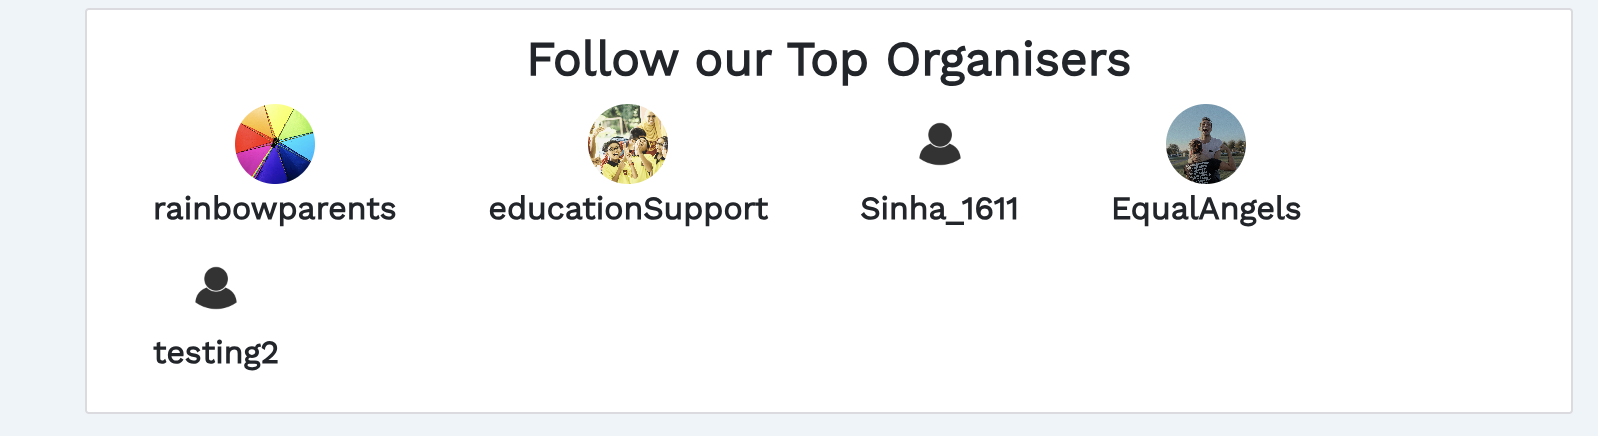 Follow our Top Organisers
rainbowparents educationSupport Sinha_1611 EqualAngels
testing2